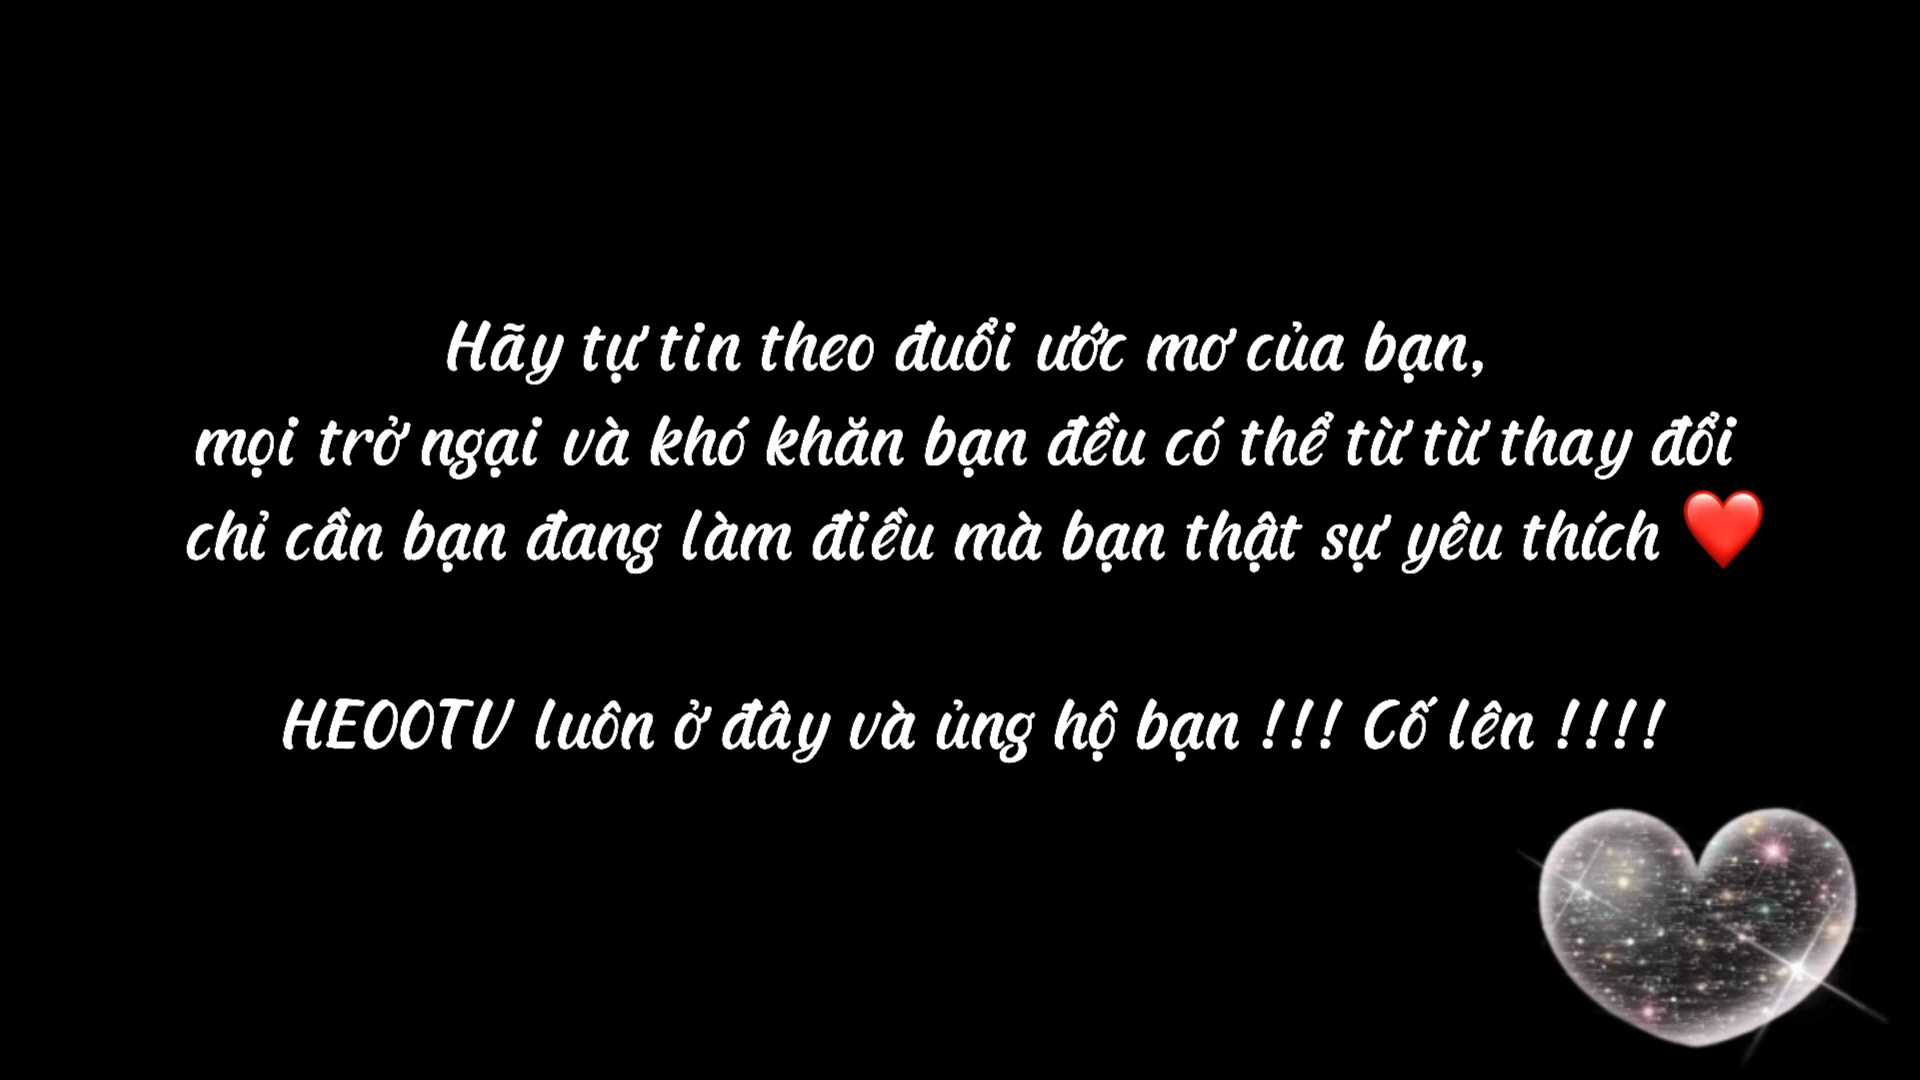 Hãy tự tin theo đuổi ước mơ của bạn,
mọi trở ngại và khó khăn bạn đều có thể từ từ thay đổi
chỉ cần bạn đang làm điều mà bạn thật sự yêu thích ❤️
HEOOTV luôn ở đây và ủng hộ bạn !!! Cố lên !!!!